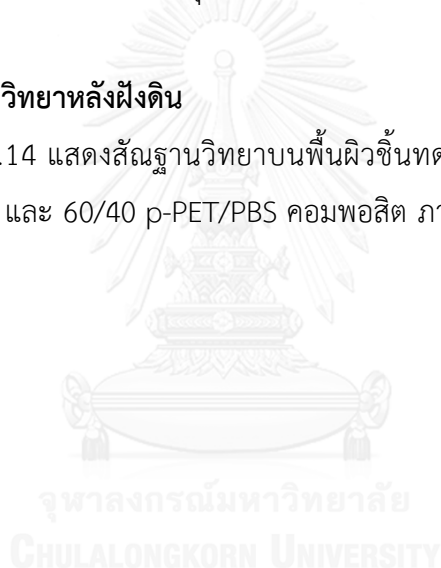 วิทยาหลังฝังดิน
.14 แสดงสัณฐานวิทยาบนพื้นผิวชิ้นทด
และ 60/40 p-PET/PBS คอมพอสิต ภา
จุฬาลงกรณ์มหาวิทยาลัย
CHULALONGKORN UNIVERSITY